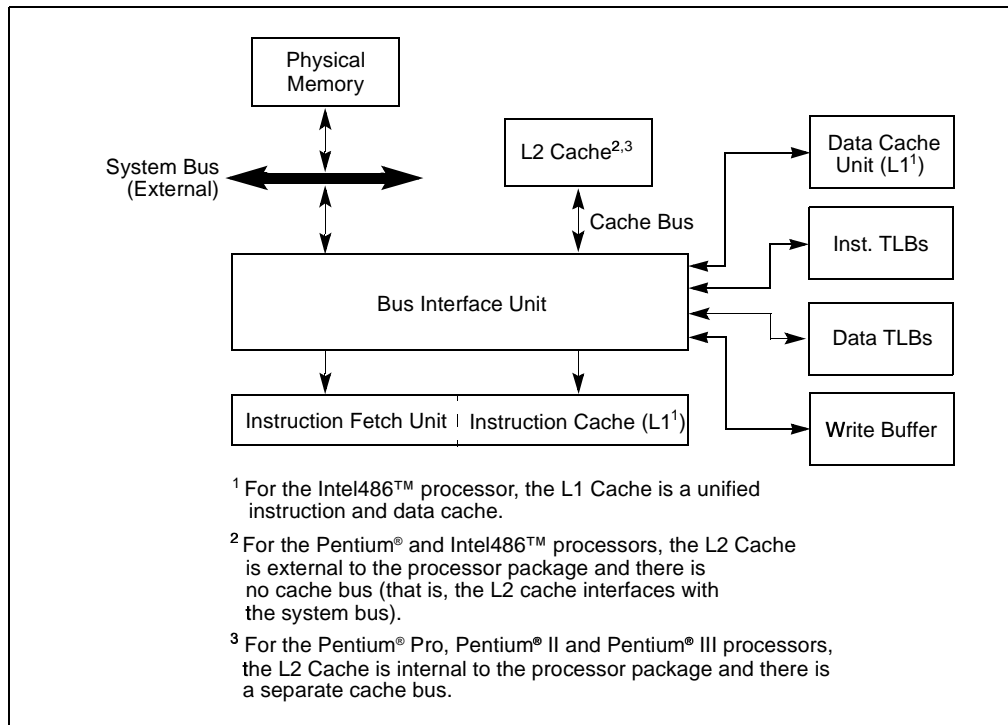 Physical
Memory
System Bus
(External)
L2 Cache2,3
Cache Bus
Data Cache
Unit (L1¹)
Inst. TLBs
Bus Interface Unit
Data TLBs
Instruction Fetch Unit
Instruction Cache (L1¹)
Write Buffer
¹ For the Intel486™ processor, the L1 Cache is a unified
instruction and data cache.
² For the Pentium® and Intel486™ processors, the L2 Cache
is external to the processor package and there is
no cache bus (that is, the L2 cache interfaces with
the system bus).
³ For the Pentium® Pro, Pentium® II and Pentium® III processors,
the L2 Cache is internal to the processor package and there is
a separate cache bus.